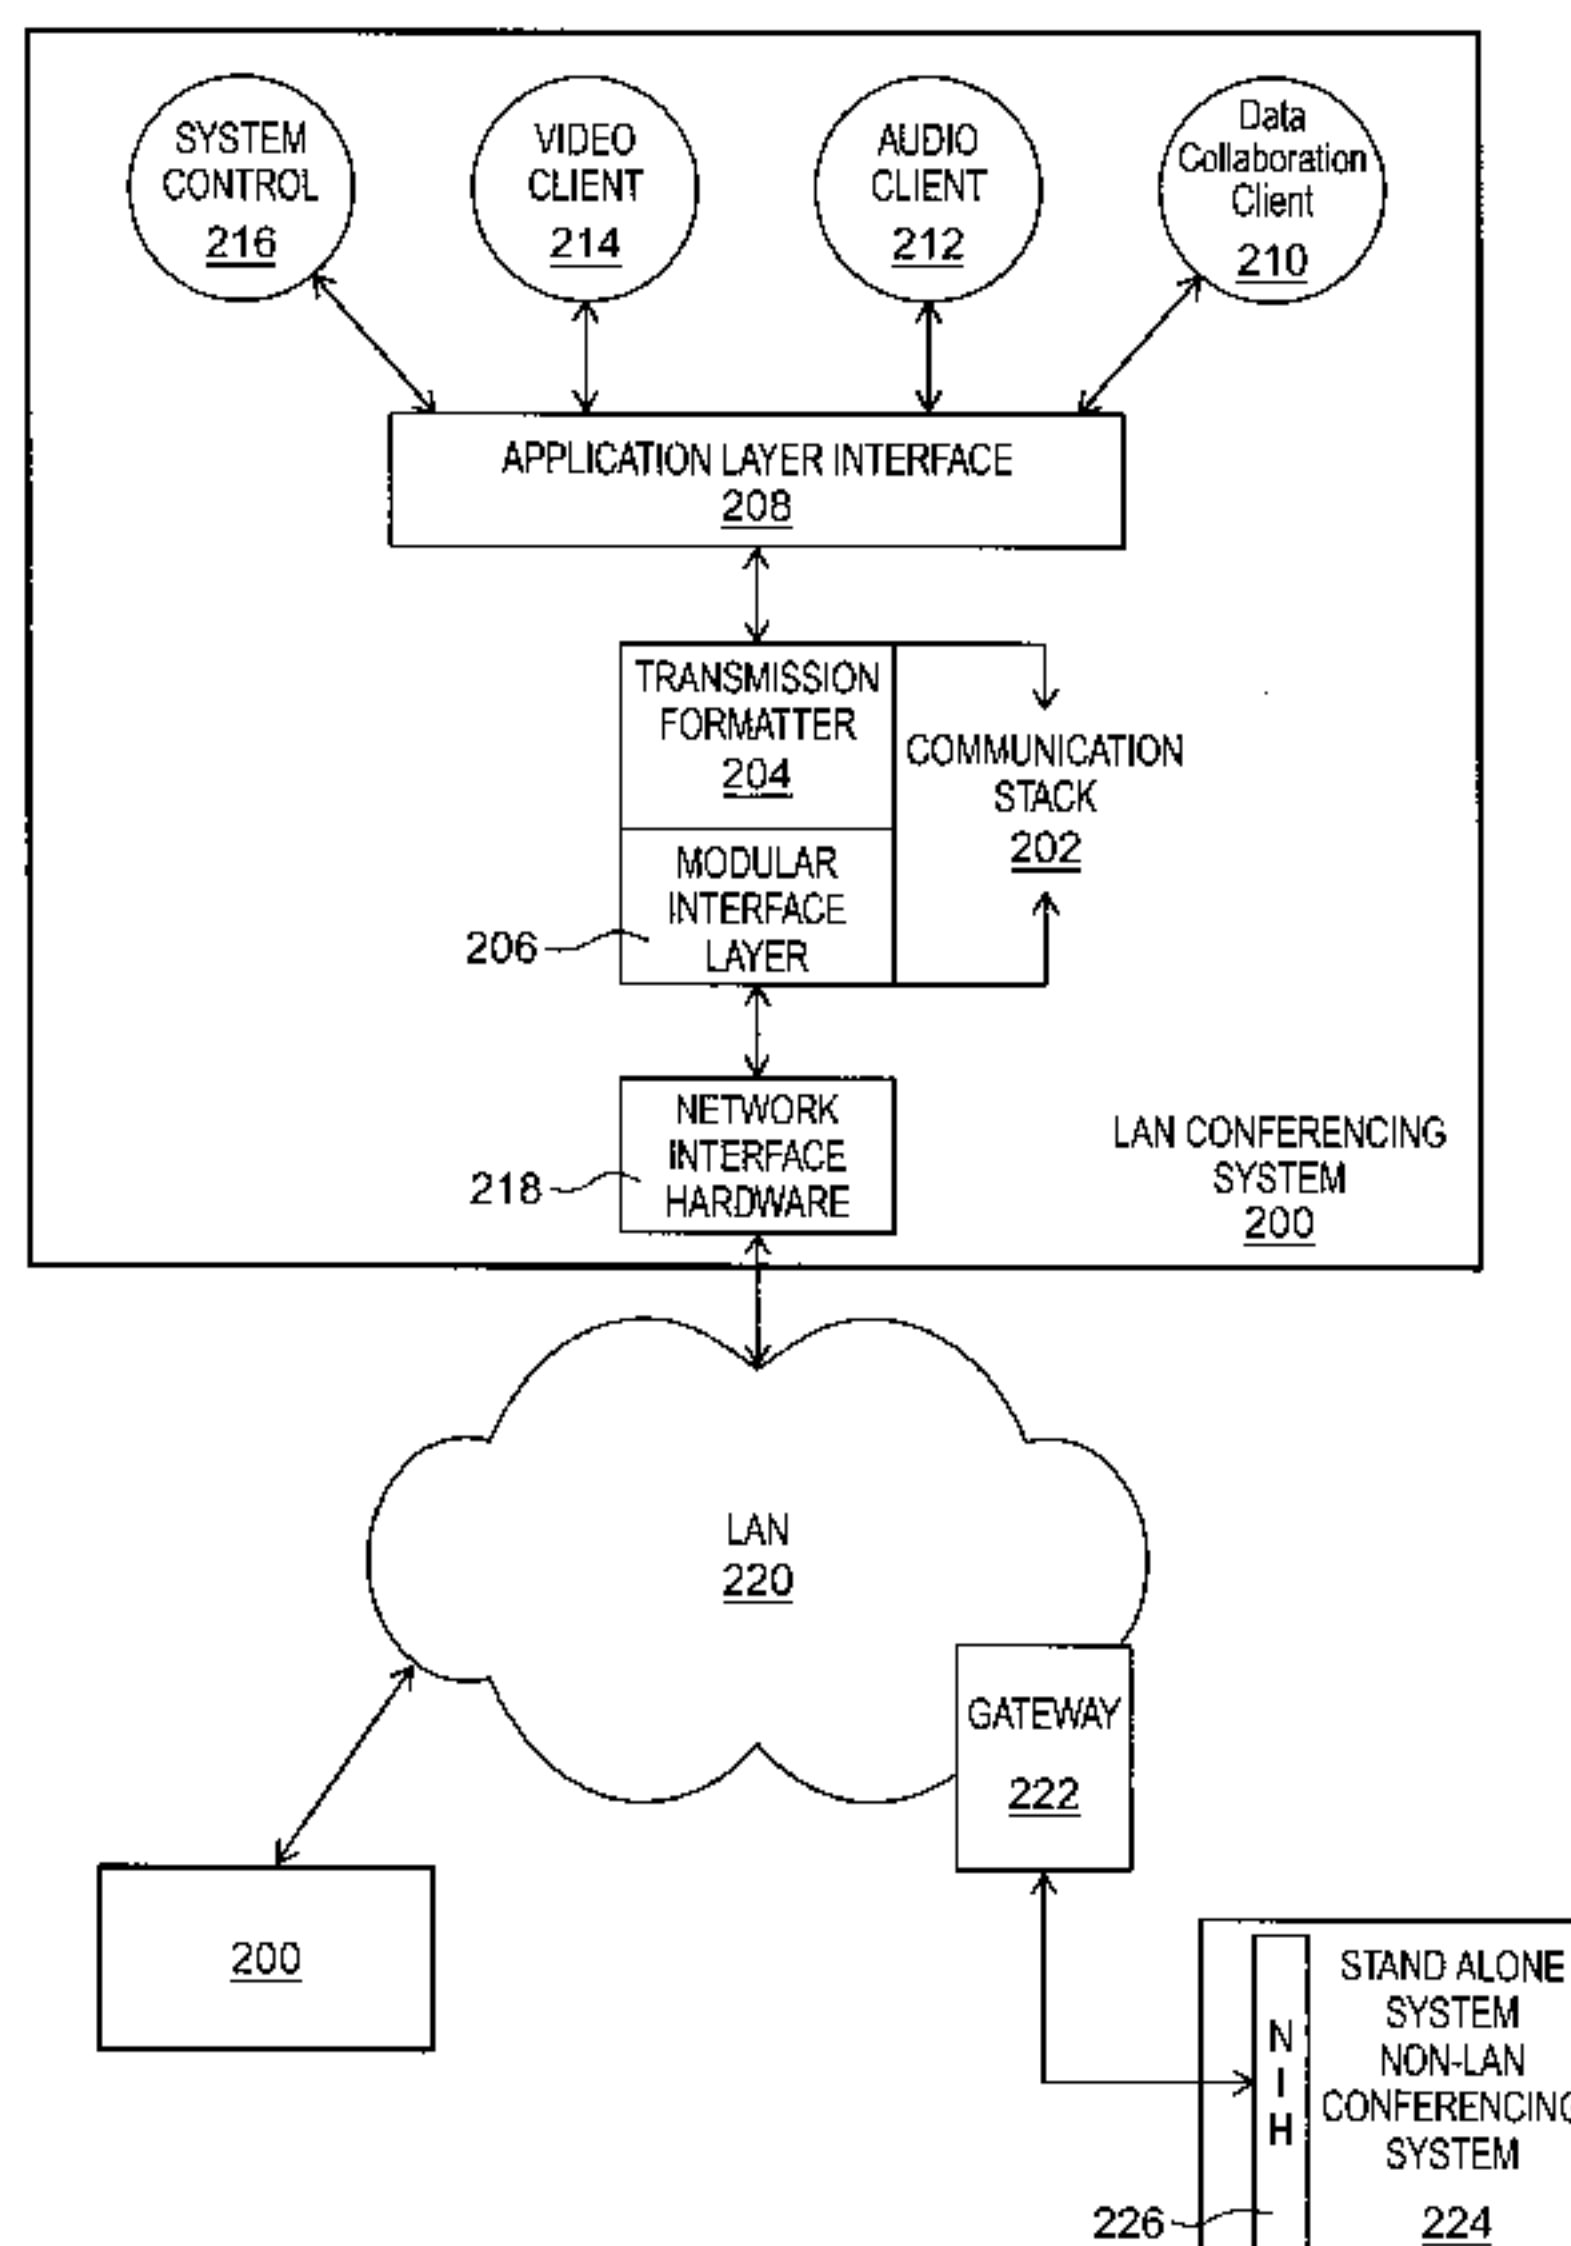 SYSTEM
CONTROL
216
VIDEO
CLIENT
214
AUDIO
CLIENT
212
Data
Collaboration
Client
210
APPLICATION LAYER INTERFACE
208
TRANSMISSION
FORMATTER
204
COMMUNICATION
STACK
202
MODULAR
INTERFACE
LAYER
206
NETWORK
INTERFACE
HARDWARE
218
LAN CONFERENCING
SYSTEM
200
LAN
220
GATEWAY
222
200
N
I
H
STAND ALONE
SYSTEM
NON-LAN
CONFERENCING
SYSTEM
226
224